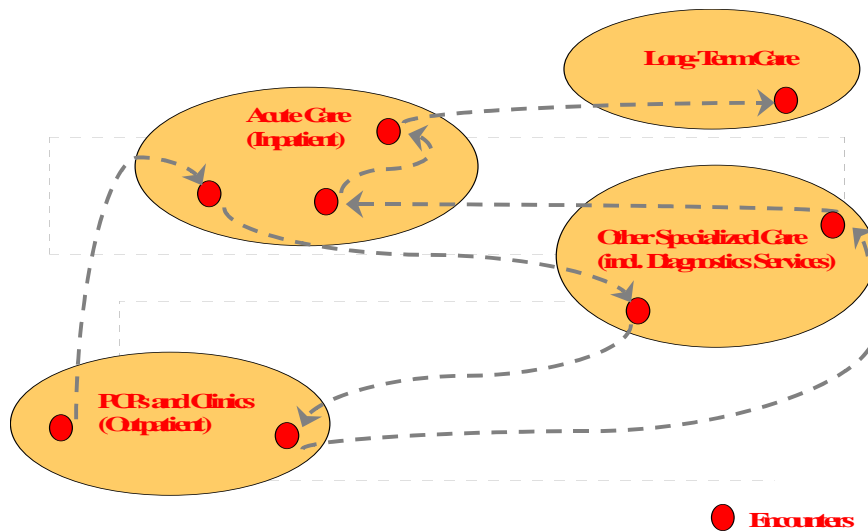 Long-Term Care
Acute Care
(Inpatient)
Other Specialized Care
(incl. Diagnostics Services)
PCPs and Clinics
(Outpatient)
Encounters